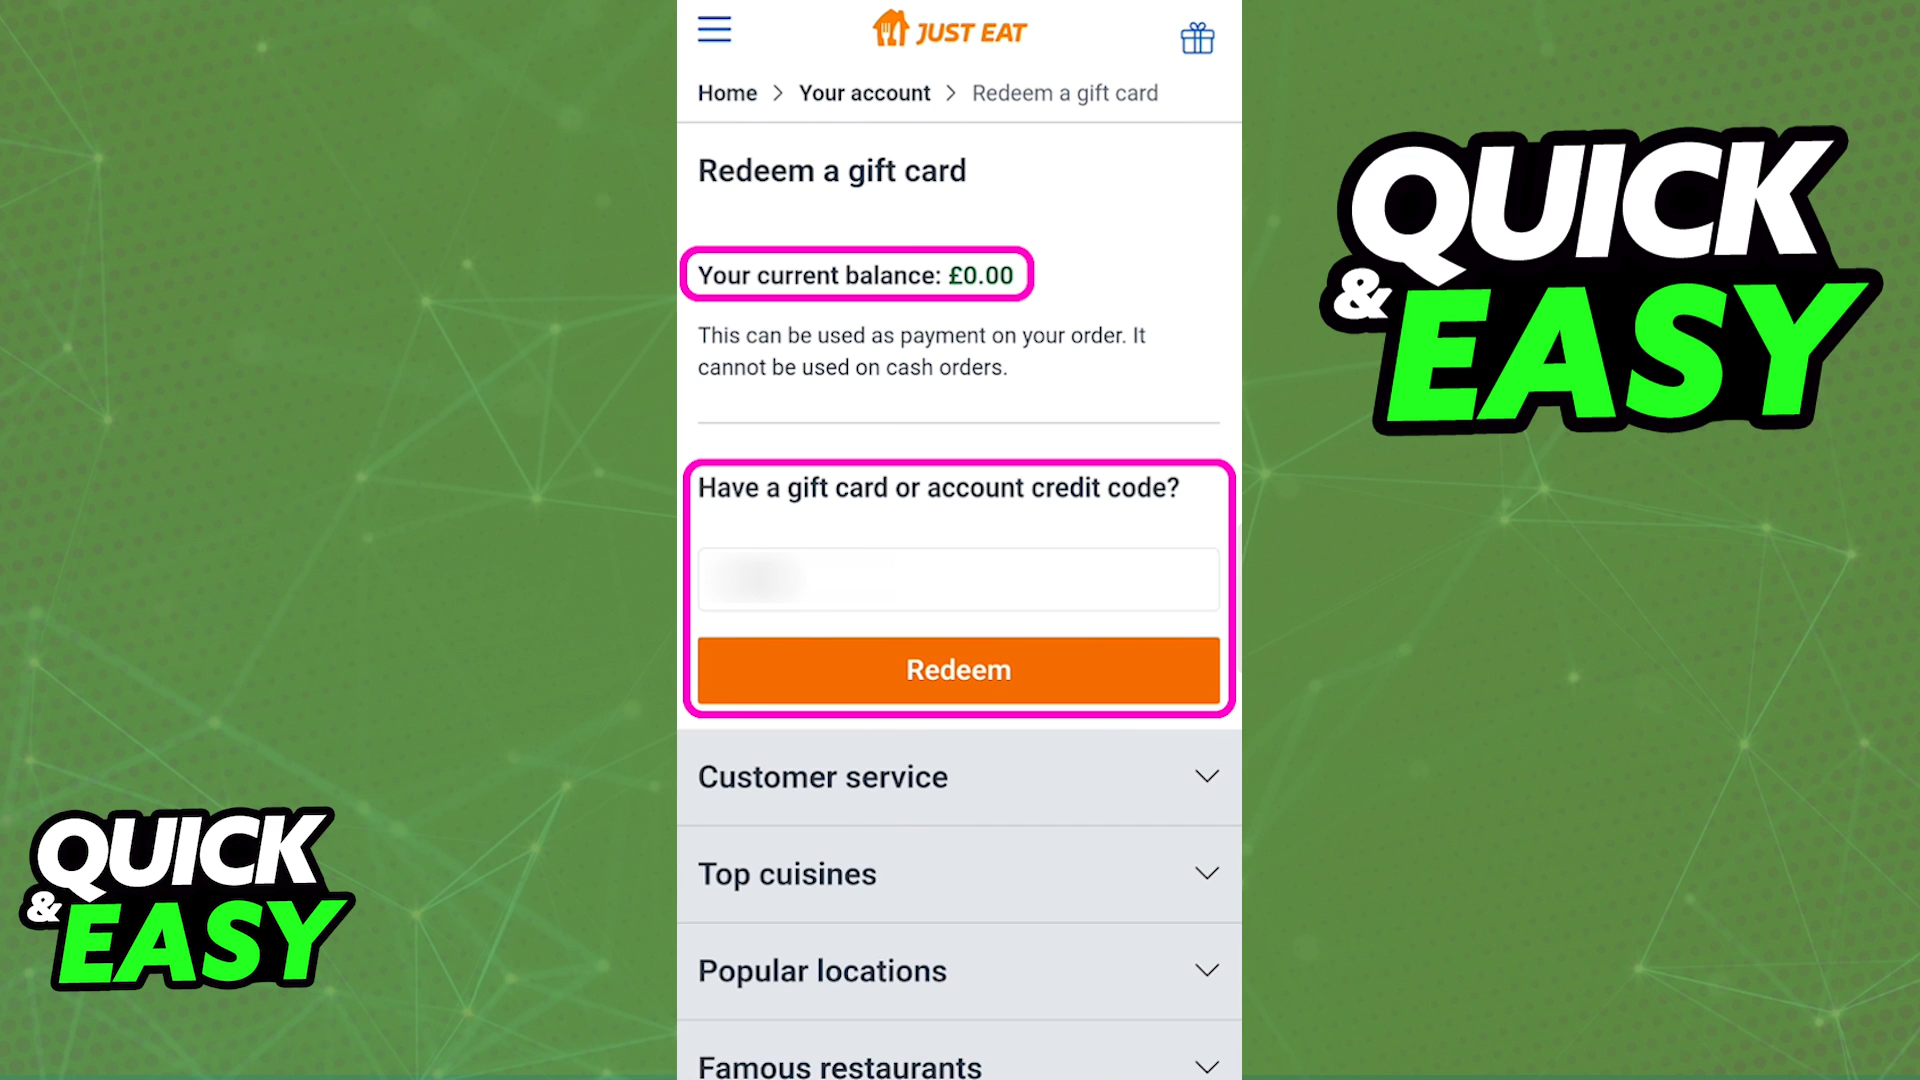 JUST EAT
Home > Your account > Redeem a gift card
Redeem a gift card
Your current balance: £0.00
This can be used as payment on your order. It
cannot be used on cash orders.
Have a gift card or account credit code?
Redeem
Customer service
Top cuisines
Popular locations
Famous restaurants
QUICK
& EASY
QUICK
& EASY